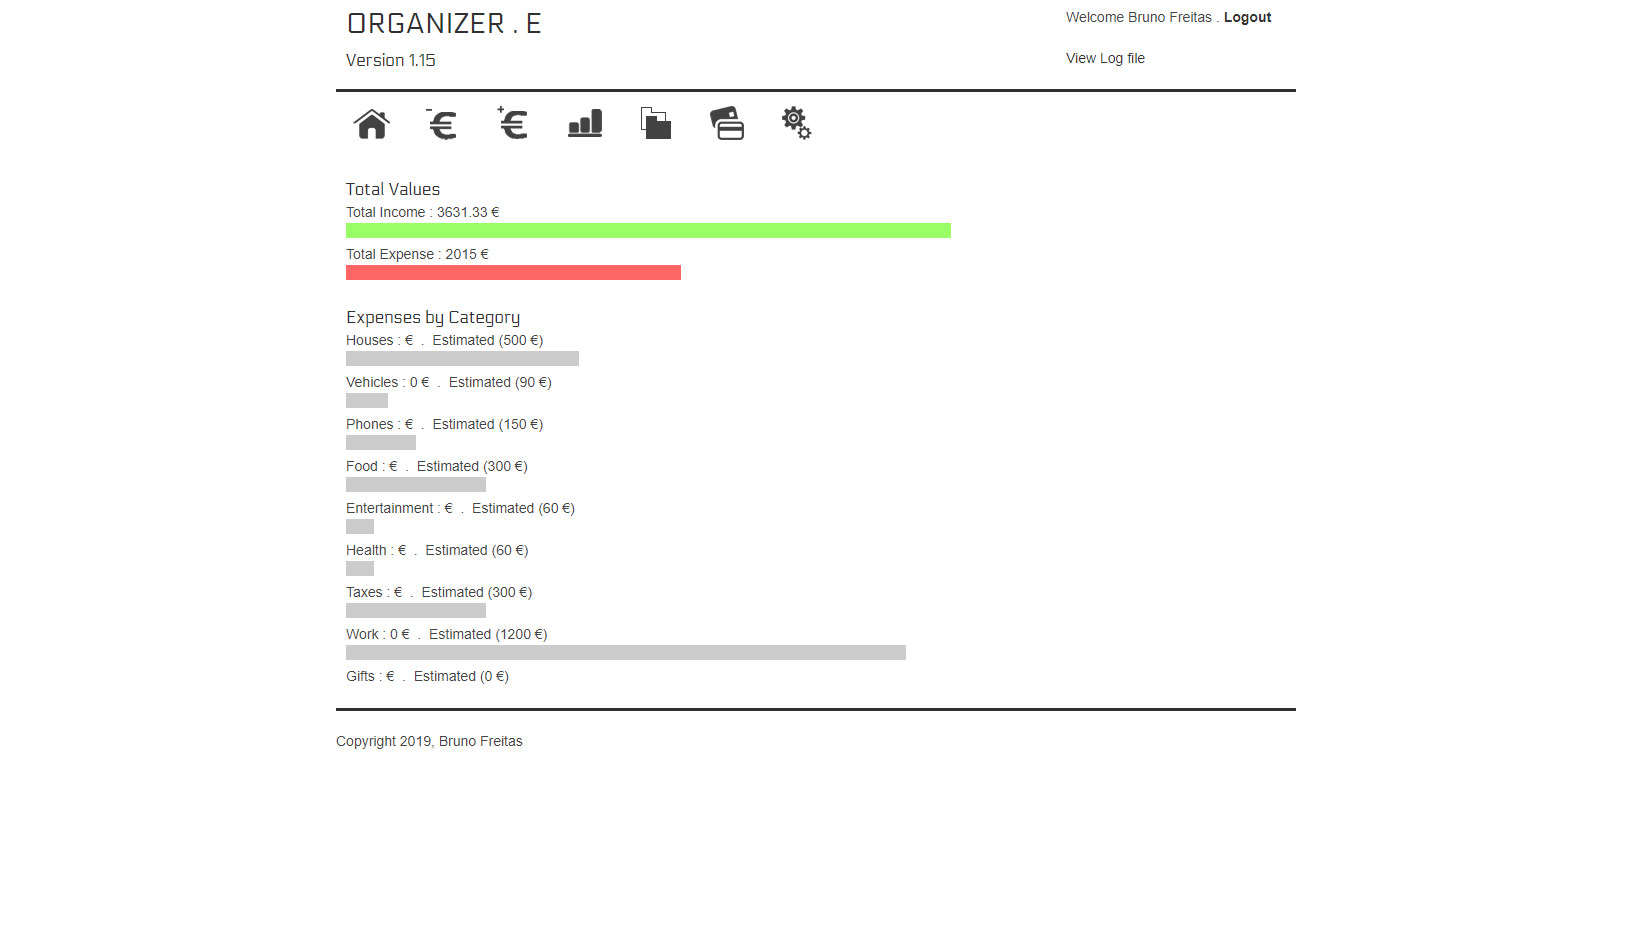 ORGANIZER . E
Welcome Bruno Freitas . Logout
Version 1.15
View Log file
Total Values
Total Income : 3631.33 €
Total Expense : 2015 €
Expenses by Category
Houses : € . Estimated (500 €)
Vehicles : 0 € . Estimated (90 €)
Phones : € . Estimated (150 €)
Food : € . Estimated (300 €)
Entertainment : € . Estimated (60 €)
Health : € . Estimated (60 €)
Taxes : € . Estimated (300 €)
Work : 0 € . Estimated (1200 €)
Gifts : € . Estimated (0 €)
Copyright 2019, Bruno Freitas